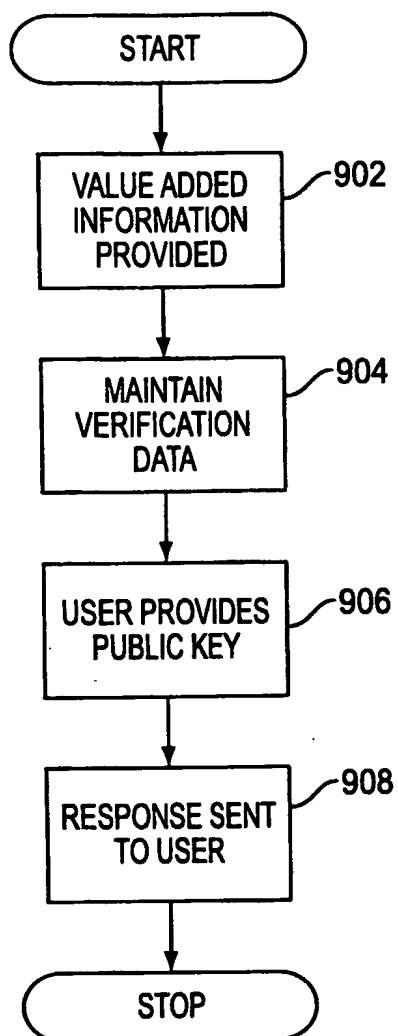 START
VALUE ADDED
INFORMATION
PROVIDED
902
MAINTAIN
VERIFICATION
DATA
904
USER PROVIDES
PUBLIC KEY
906
RESPONSE SENT
TO USER
908
STOP